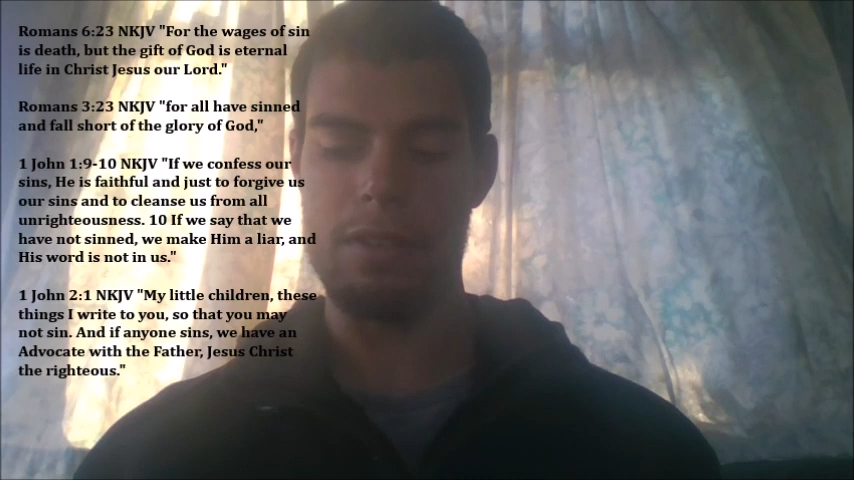 Romans 6:23 NKJV "For the wages of sin
is death, but the gift of God is eternal
life in Christ Jesus our Lord."
Romans 3:23 NKJV "for all have sinned
and fall short of the glory of God,"
1 John 1:9-10 NKJV "If we confess our
sins, He is faithful and just to forgive us
our sins and to cleanse us from all
unrighteousness. 10 If we say that we
have not sinned, we make Him a liar, and
His word is not in us."
1 John 2:1 NKJV "My little children, these
things I write to you, so that you may
not sin. And if anyone sins, we have an
Advocate with the Father, Jesus Christ
the righteous."